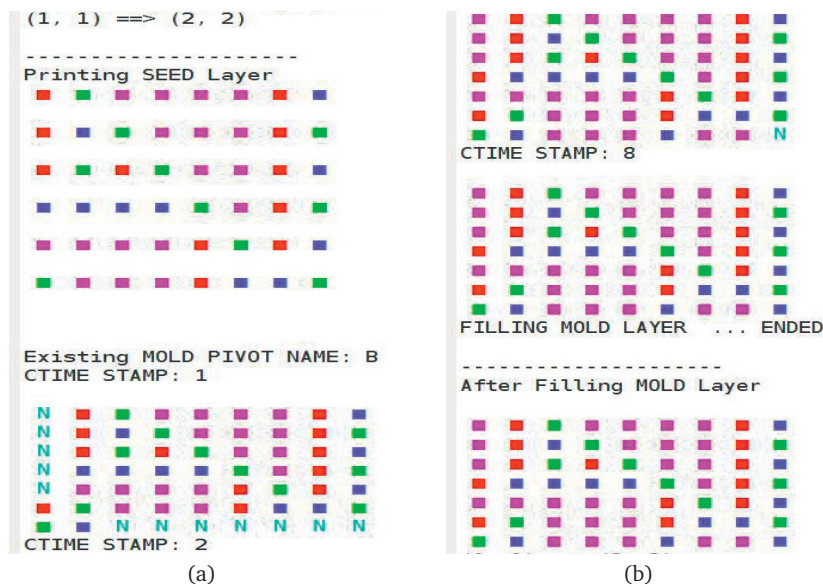 (1, 1) ==> (2, 2)
----------------------
Printing SEED Layer
Existing MOLD PIVOT NAME: B
CTIME STAMP: 1
N
N
N
N
N
N N N N N N N
CTIME STAMP: 2
(a)
N
CTIME STAMP: 8
FILLING MOLD LAYER ... ENDED
----------------------
After Filling MOLD Layer
(b)